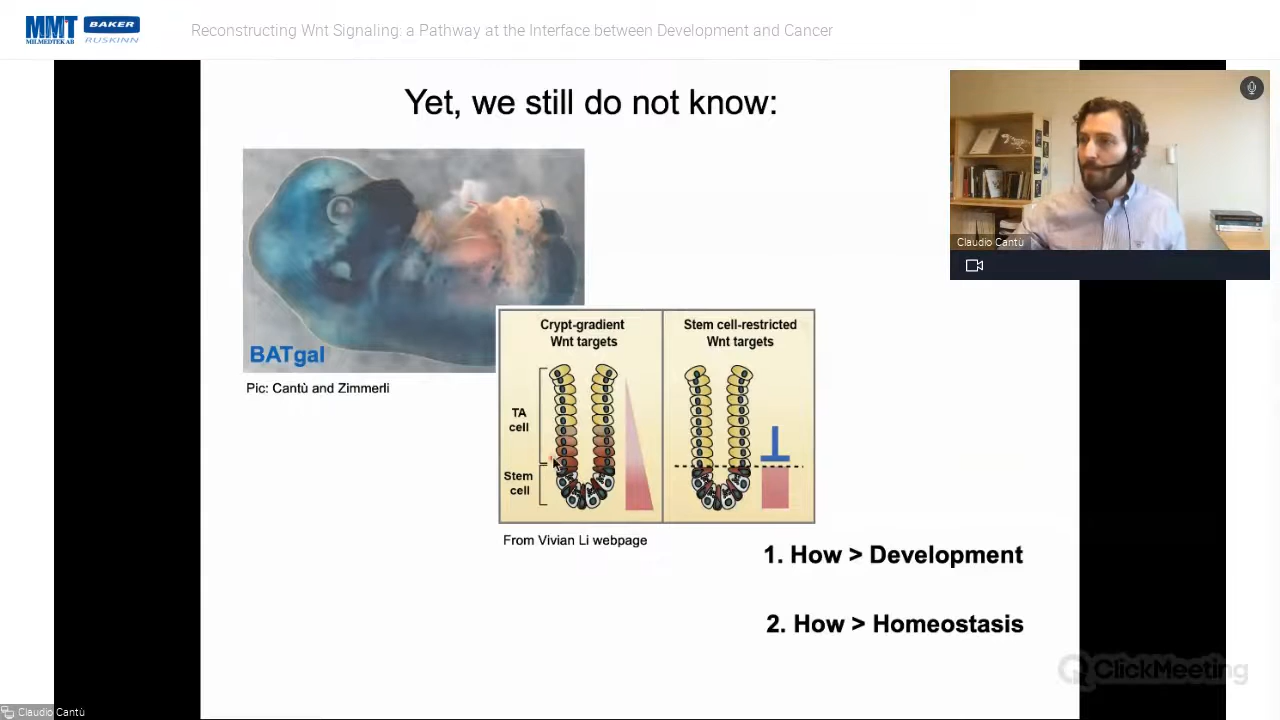 MMT
MILMEDTEK AB
BAKER
RUSKINN
Reconstructing Wnt Signaling: a Pathway at the Interface between Development and Cancer
Yet, we still do not know:
BATgal
Pic: Cantù and Zimmerli
Crypt-gradient
Wnt targets
Stem cell-restricted
Wnt targets
TA
cell
Stem
cell
From Vivian Li webpage
1. How > Development
2. How > Homeostasis
Claudio Cantù
ClickMeeting
Claudio Cantù